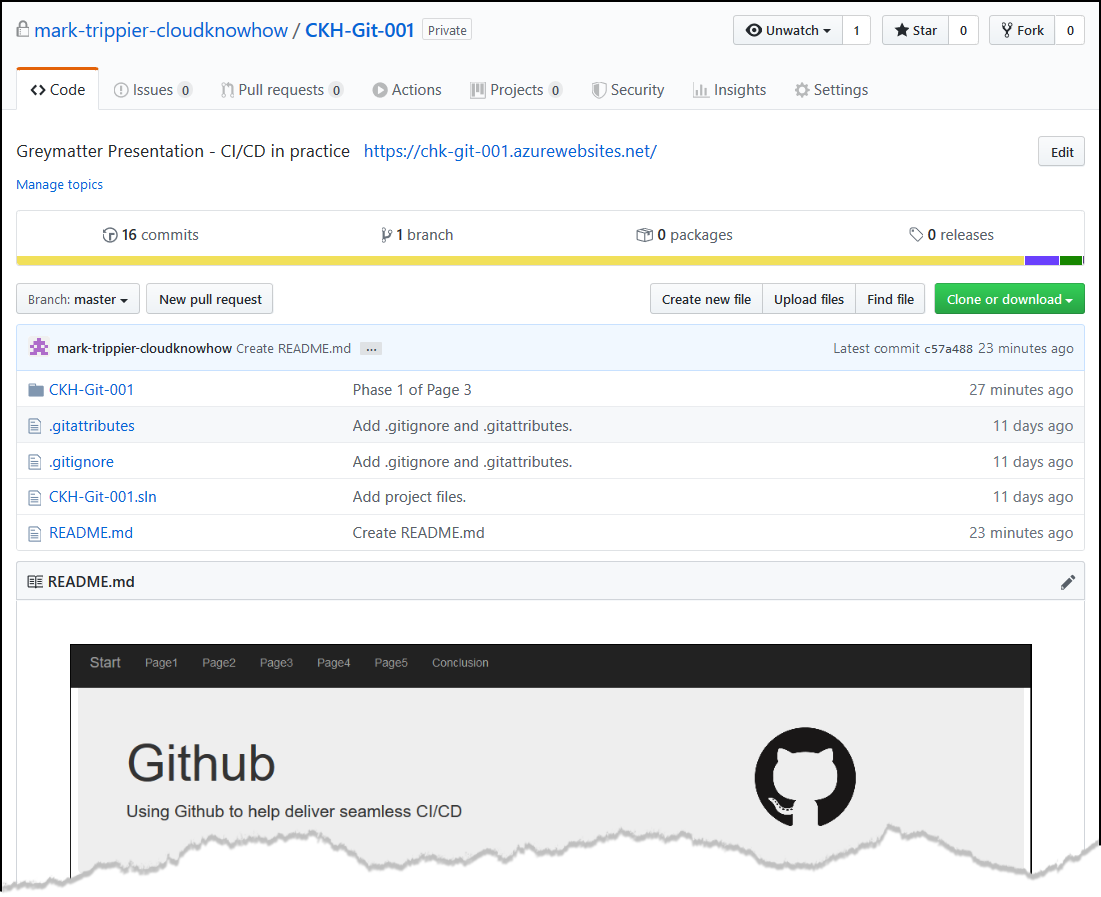 mark-trippier-cloudknowhow / CKH-Git-001 Private Unwatch 1 Star 0 Fork 0
Code Issues 0 Pull requests 0 Actions Projects 0 Security Insights Settings
Greymatter Presentation - CI/CD in practice https://chk-git-001.azurewebsites.net/ Edit
Manage topics
16 commits 1 branch 0 packages 0 releases
Branch: master New pull request Create new file Upload files Find file Clone or download
mark-trippier-cloudknowhow Create README.md ... Latest commit c57a488 23 minutes ago
CKH-Git-001 Phase 1 of Page 3 27 minutes ago
.gitattributes Add .gitignore and .gitattributes. 11 days ago
.gitignore Add .gitignore and .gitattributes. 11 days ago
CKH-Git-001.sln Add project files. 11 days ago
README.md Create README.md 23 minutes ago
README.md
Start Page1 Page2 Page3 Page4 Page5 Conclusion
Github
Using Github to help deliver seamless CI/CD